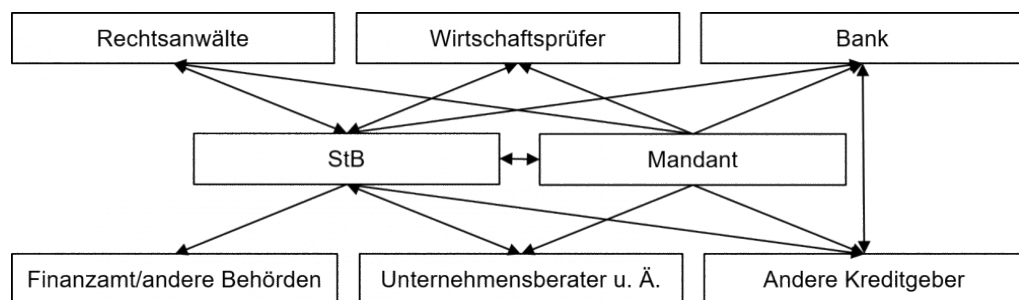 Rechtsanwälte
Wirtschaftsprüfer
Bank
StB
Mandant
Finanzamt/andere Behörden
Unternehmensberater u. Ä.
Andere Kreditgeber